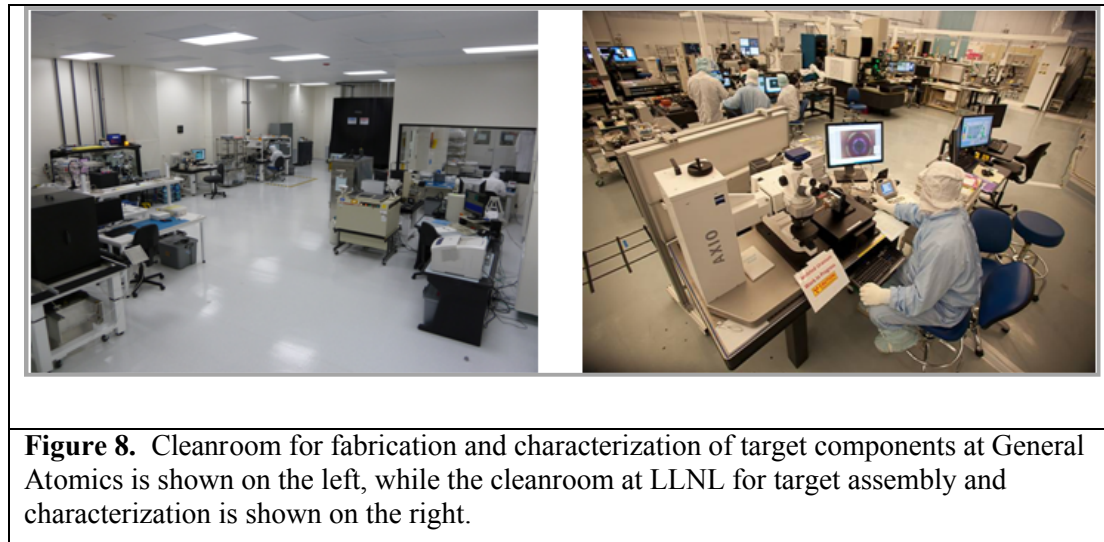 AXIO
Figure 8. Cleanroom for fabrication and characterization of target components at General
Atomics is shown on the left, while the cleanroom at LLNL for target assembly and
characterization is shown on the right.